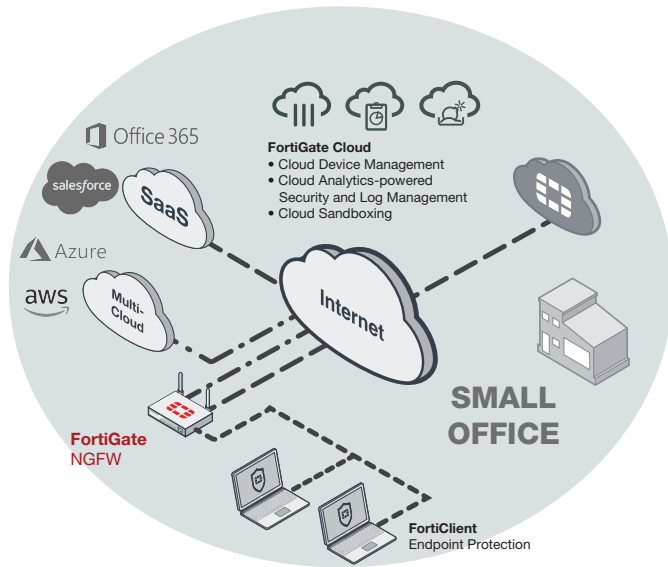 Office 365
salesforce
SaaS
Azure
aws
Multi-
Cloud
FortiGate Cloud
• Cloud Device Management
• Cloud Analytics-powered
Security and Log Management
• Cloud Sandboxing
Internet
SMALL
OFFICE
FortiGate
NGFW
FortiClient
Endpoint Protection